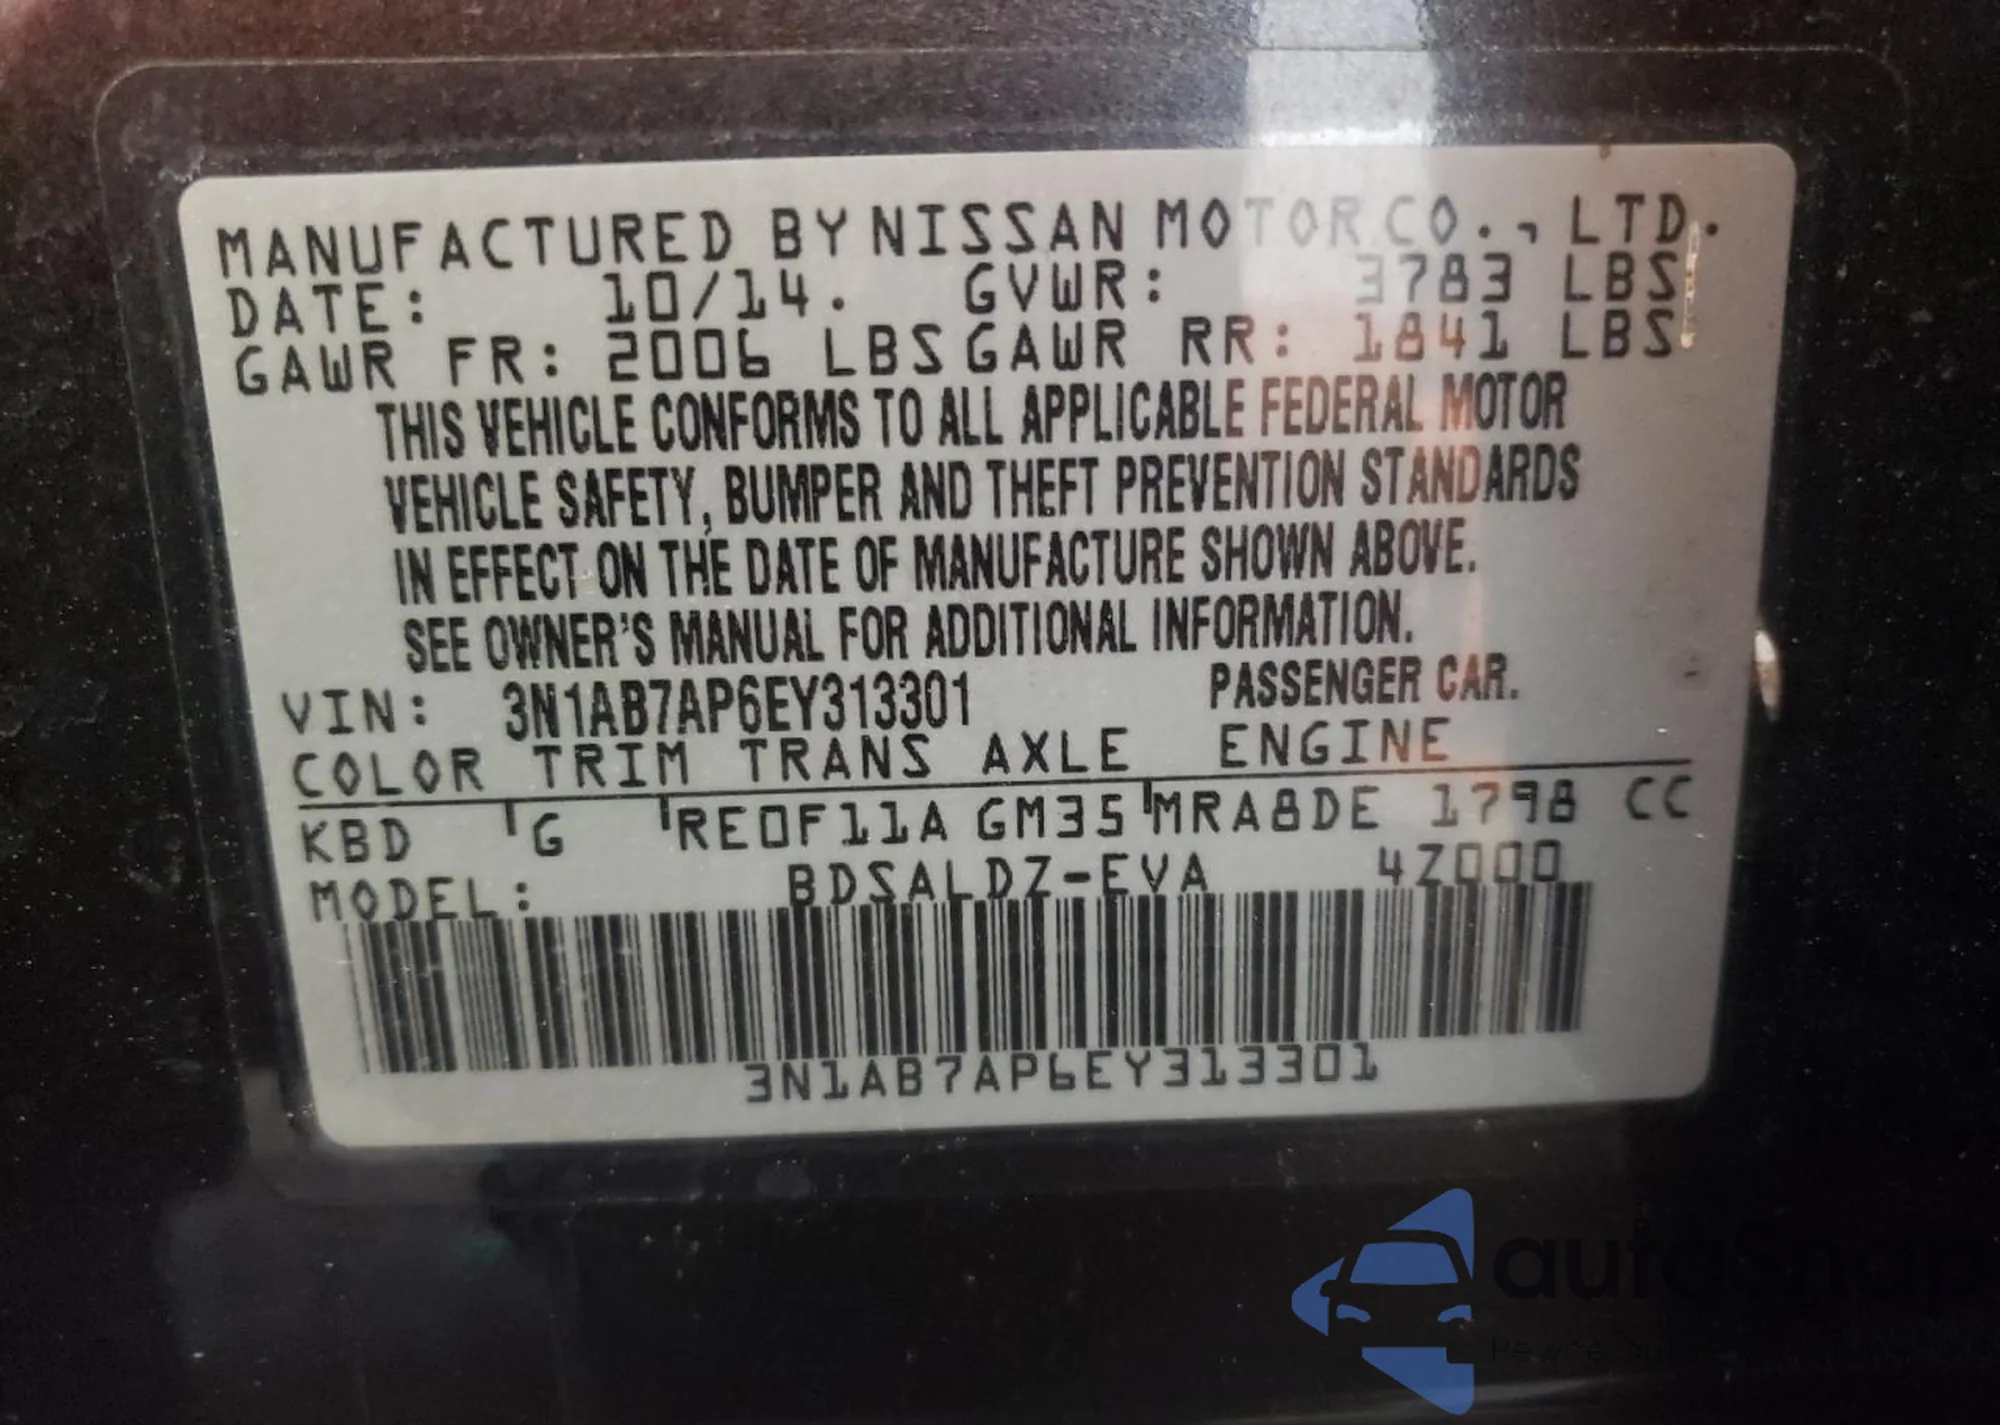 MANUFACTURED BY NISSAN MOTOR CO., LTD.
DATE: 10/14. GVWR: 3783 LBS
GAWR FR: 2006 LBS GAWR RR: 1841 LBS
THIS VEHICLE CONFORMS TO ALL APPLICABLE FEDERAL MOTOR
VEHICLE SAFETY, BUMPER AND THEFT PREVENTION STANDARDS
IN EFFECT ON THE DATE OF MANUFACTURE SHOWN ABOVE.
SEE OWNER'S MANUAL FOR ADDITIONAL INFORMATION.
VIN: 3N1AB7AP6EY313301 PASSENGER CAR.
COLOR TRIM TRANS AXLE ENGINE
KBD G RE0F11A GM35 MRA8DE 1798 CC
MODEL: BDSALDZ-EVA 4Z000
3N1AB7AP6EY313301
autoshop